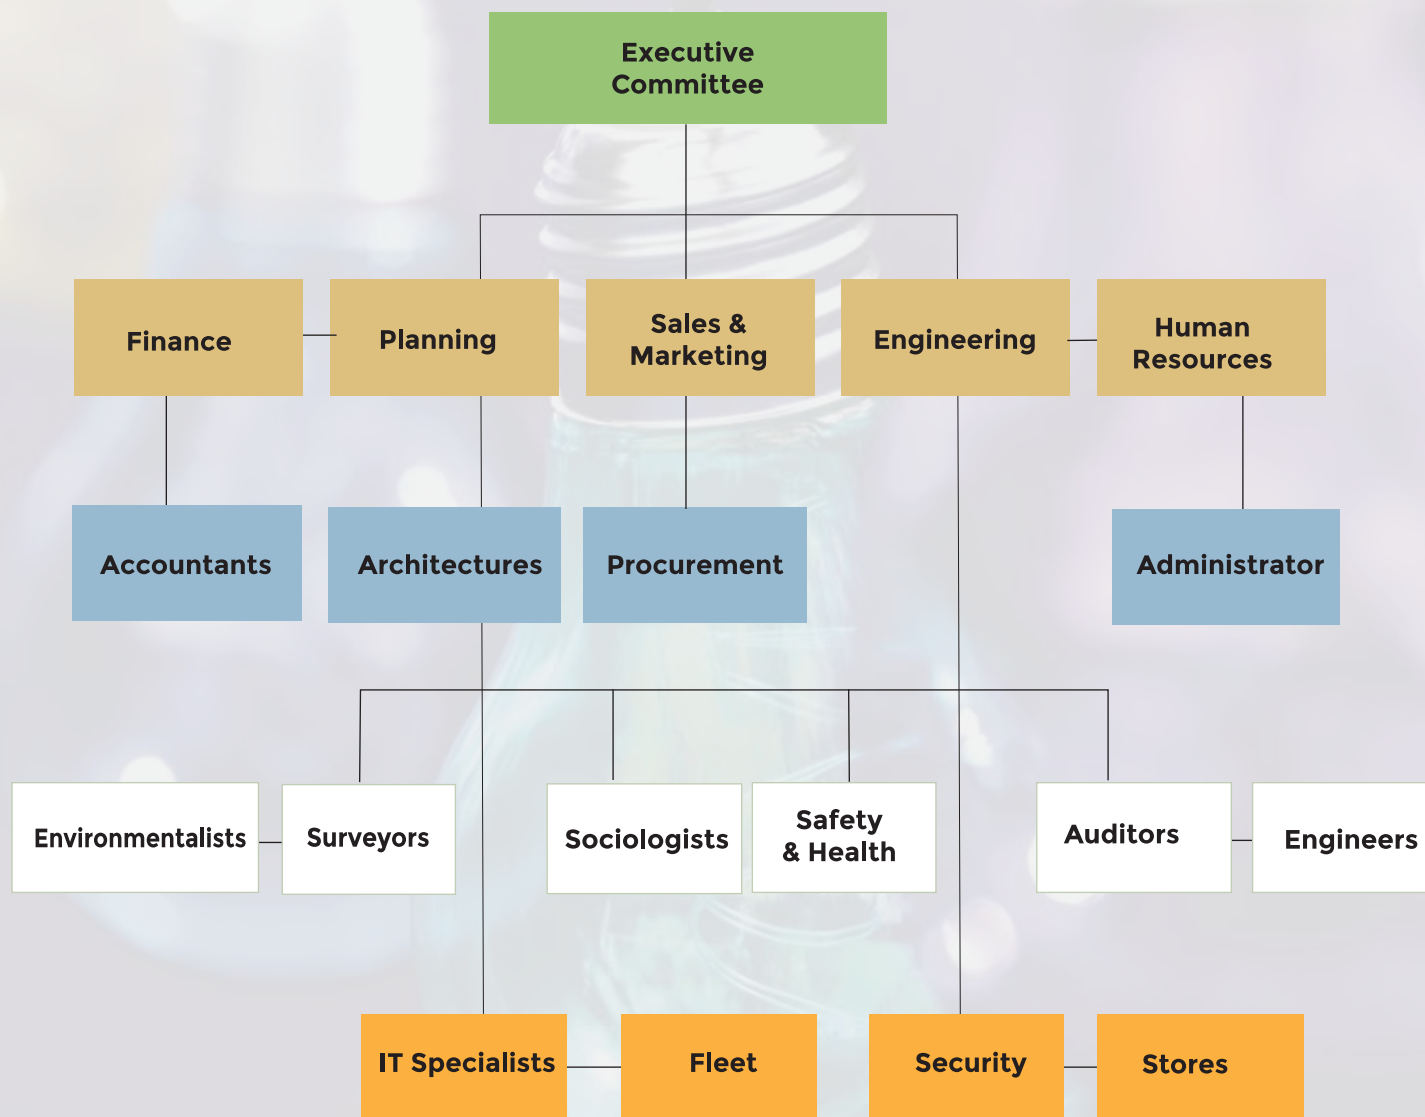 Executive
Committee
Finance
Planning
Sales &
Marketing
Engineering
Human
Resources
Accountants
Architectures
Procurement
Administrator
Environmentalists
Surveyors
Sociologists
Safety
& Health
Auditors
Engineers
IT Specialists
Fleet
Security
Stores